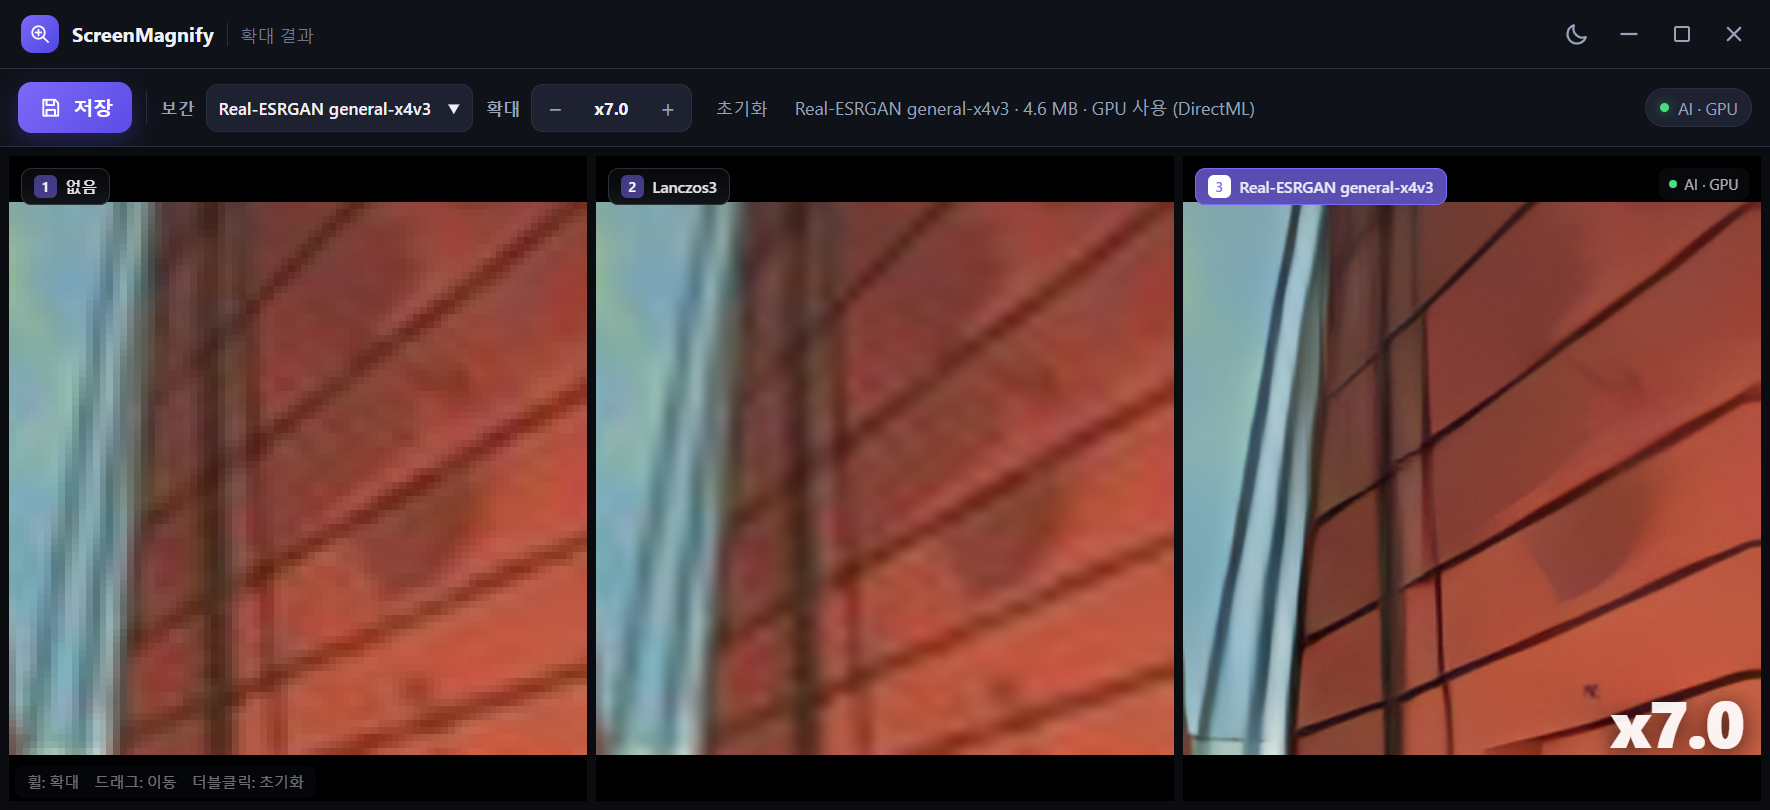 ScreenMagnify 확대 결과
저장 보간 Real-ESRGAN general-x4v3 ▼ 확대 − x7.0 + 초기화 Real-ESRGAN general-x4v3 · 4.6 MB · GPU 사용 (DirectML) AI · GPU
1 없음
2 Lanczos3
3 Real-ESRGAN general-x4v3
AI · GPU
x7.0
휠: 확대 드래그: 이동 더블클릭: 초기화